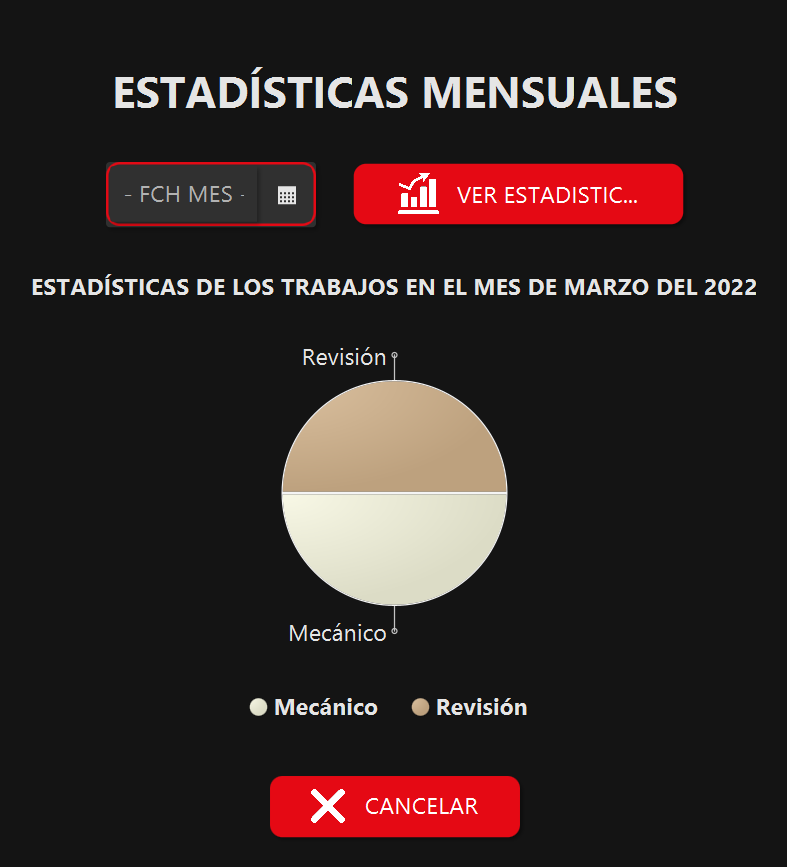 ESTADÍSTICAS MENSUALES
- FCH MES -
VER ESTADISTIC...
ESTADÍSTICAS DE LOS TRABAJOS EN EL MES DE MARZO DEL 2022
Revisión
Mecánico
Mecánico Revisión
CANCELAR